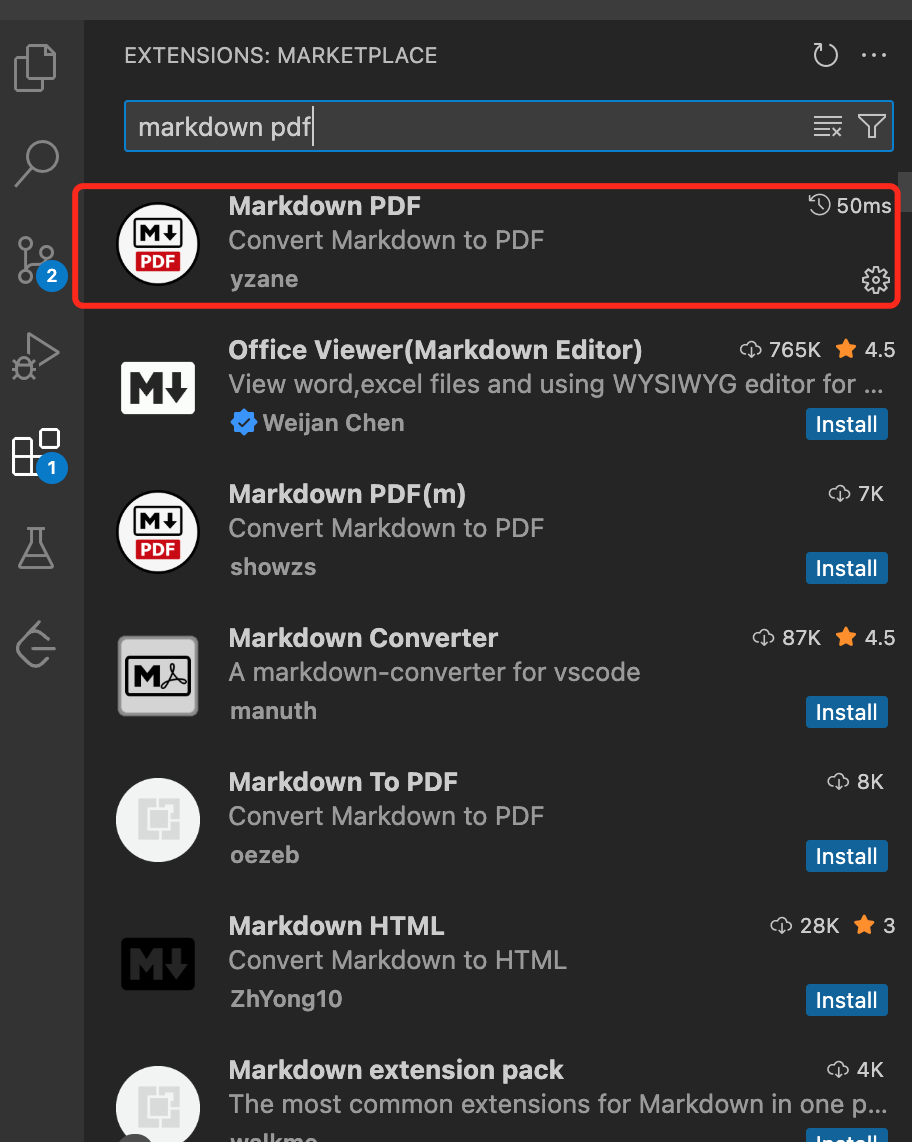 EXTENSIONS: MARKETPLACE
markdown pdf
Markdown PDF 50ms
Convert Markdown to PDF
PDF
yzane
2
Office Viewer(Markdown Editor) 765K 4.5
View word,excel files and using WYSIWYG editor for ...
M
Weijan Chen Install
1
Markdown PDF(m) 7K
Convert Markdown to PDF
M
PDF
showzs Install
Markdown Converter 87K 4.5
A markdown-converter for vscode
M
manuth Install
Markdown To PDF 8K
Convert Markdown to PDF
oezeb Install
Markdown HTML 28K 3
Convert Markdown to HTML
M
ZhYong10 Install
Markdown extension pack 4K
The most common extensions for Markdown in one p...